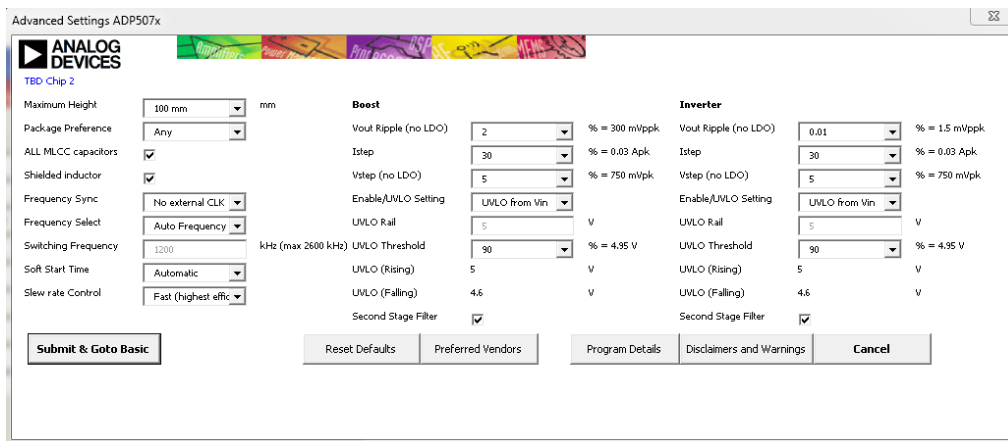 Advanced Settings ADP507x
ANALOG
DEVICES
TBD Chip 2
Maximum Height 100 mm mm Boost Inverter
Package Preference Any Vout Ripple (no LDO) 2 % = 300 mVppk Vout Ripple (no LDO) 0.01 % = 1.5 mVppk
ALL MLCC capacitors Istep 30 % = 0.03 Apk Istep 30 % = 0.03 Apk
Shielded inductor Vstep (no LDO) 5 % = 750 mVpk Vstep (no LDO) 5 % = 750 mVpk
Frequency Sync No external CLK Enable/UVLO Setting UVLO from Vin Enable/UVLO Setting UVLO from Vin
Frequency Select Auto Frequency UVLO Rail 5 V UVLO Rail 5 V
Switching Frequency 1200 kHz (max 2600 kHz) UVLO Threshold 90 % = 4.95 V UVLO Threshold 90 % = 4.95 V
Soft Start Time Automatic UVLO (Rising) 5 V UVLO (Rising) 5 V
Slew rate Control Fast (highest effic UVLO (Falling) 4.6 V UVLO (Falling) 4.6 V
Second Stage Filter Second Stage Filter
Submit & Goto Basic Reset Defaults Preferred Vendors Program Details Disclaimers and Warnings Cancel